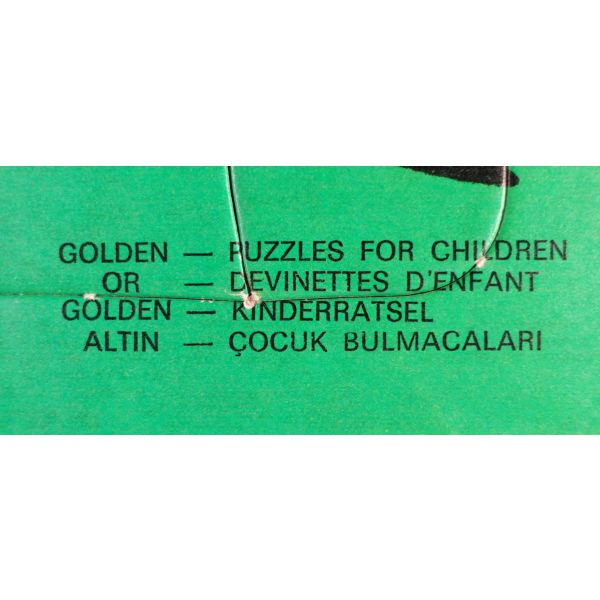 GOLDEN — PUZZLES FOR CHILDREN
OR — DEVINETTES D'ENFANT
GOLDEN — KINDERRATSEL
ALTIN — ÇOCUK BULMACALARI